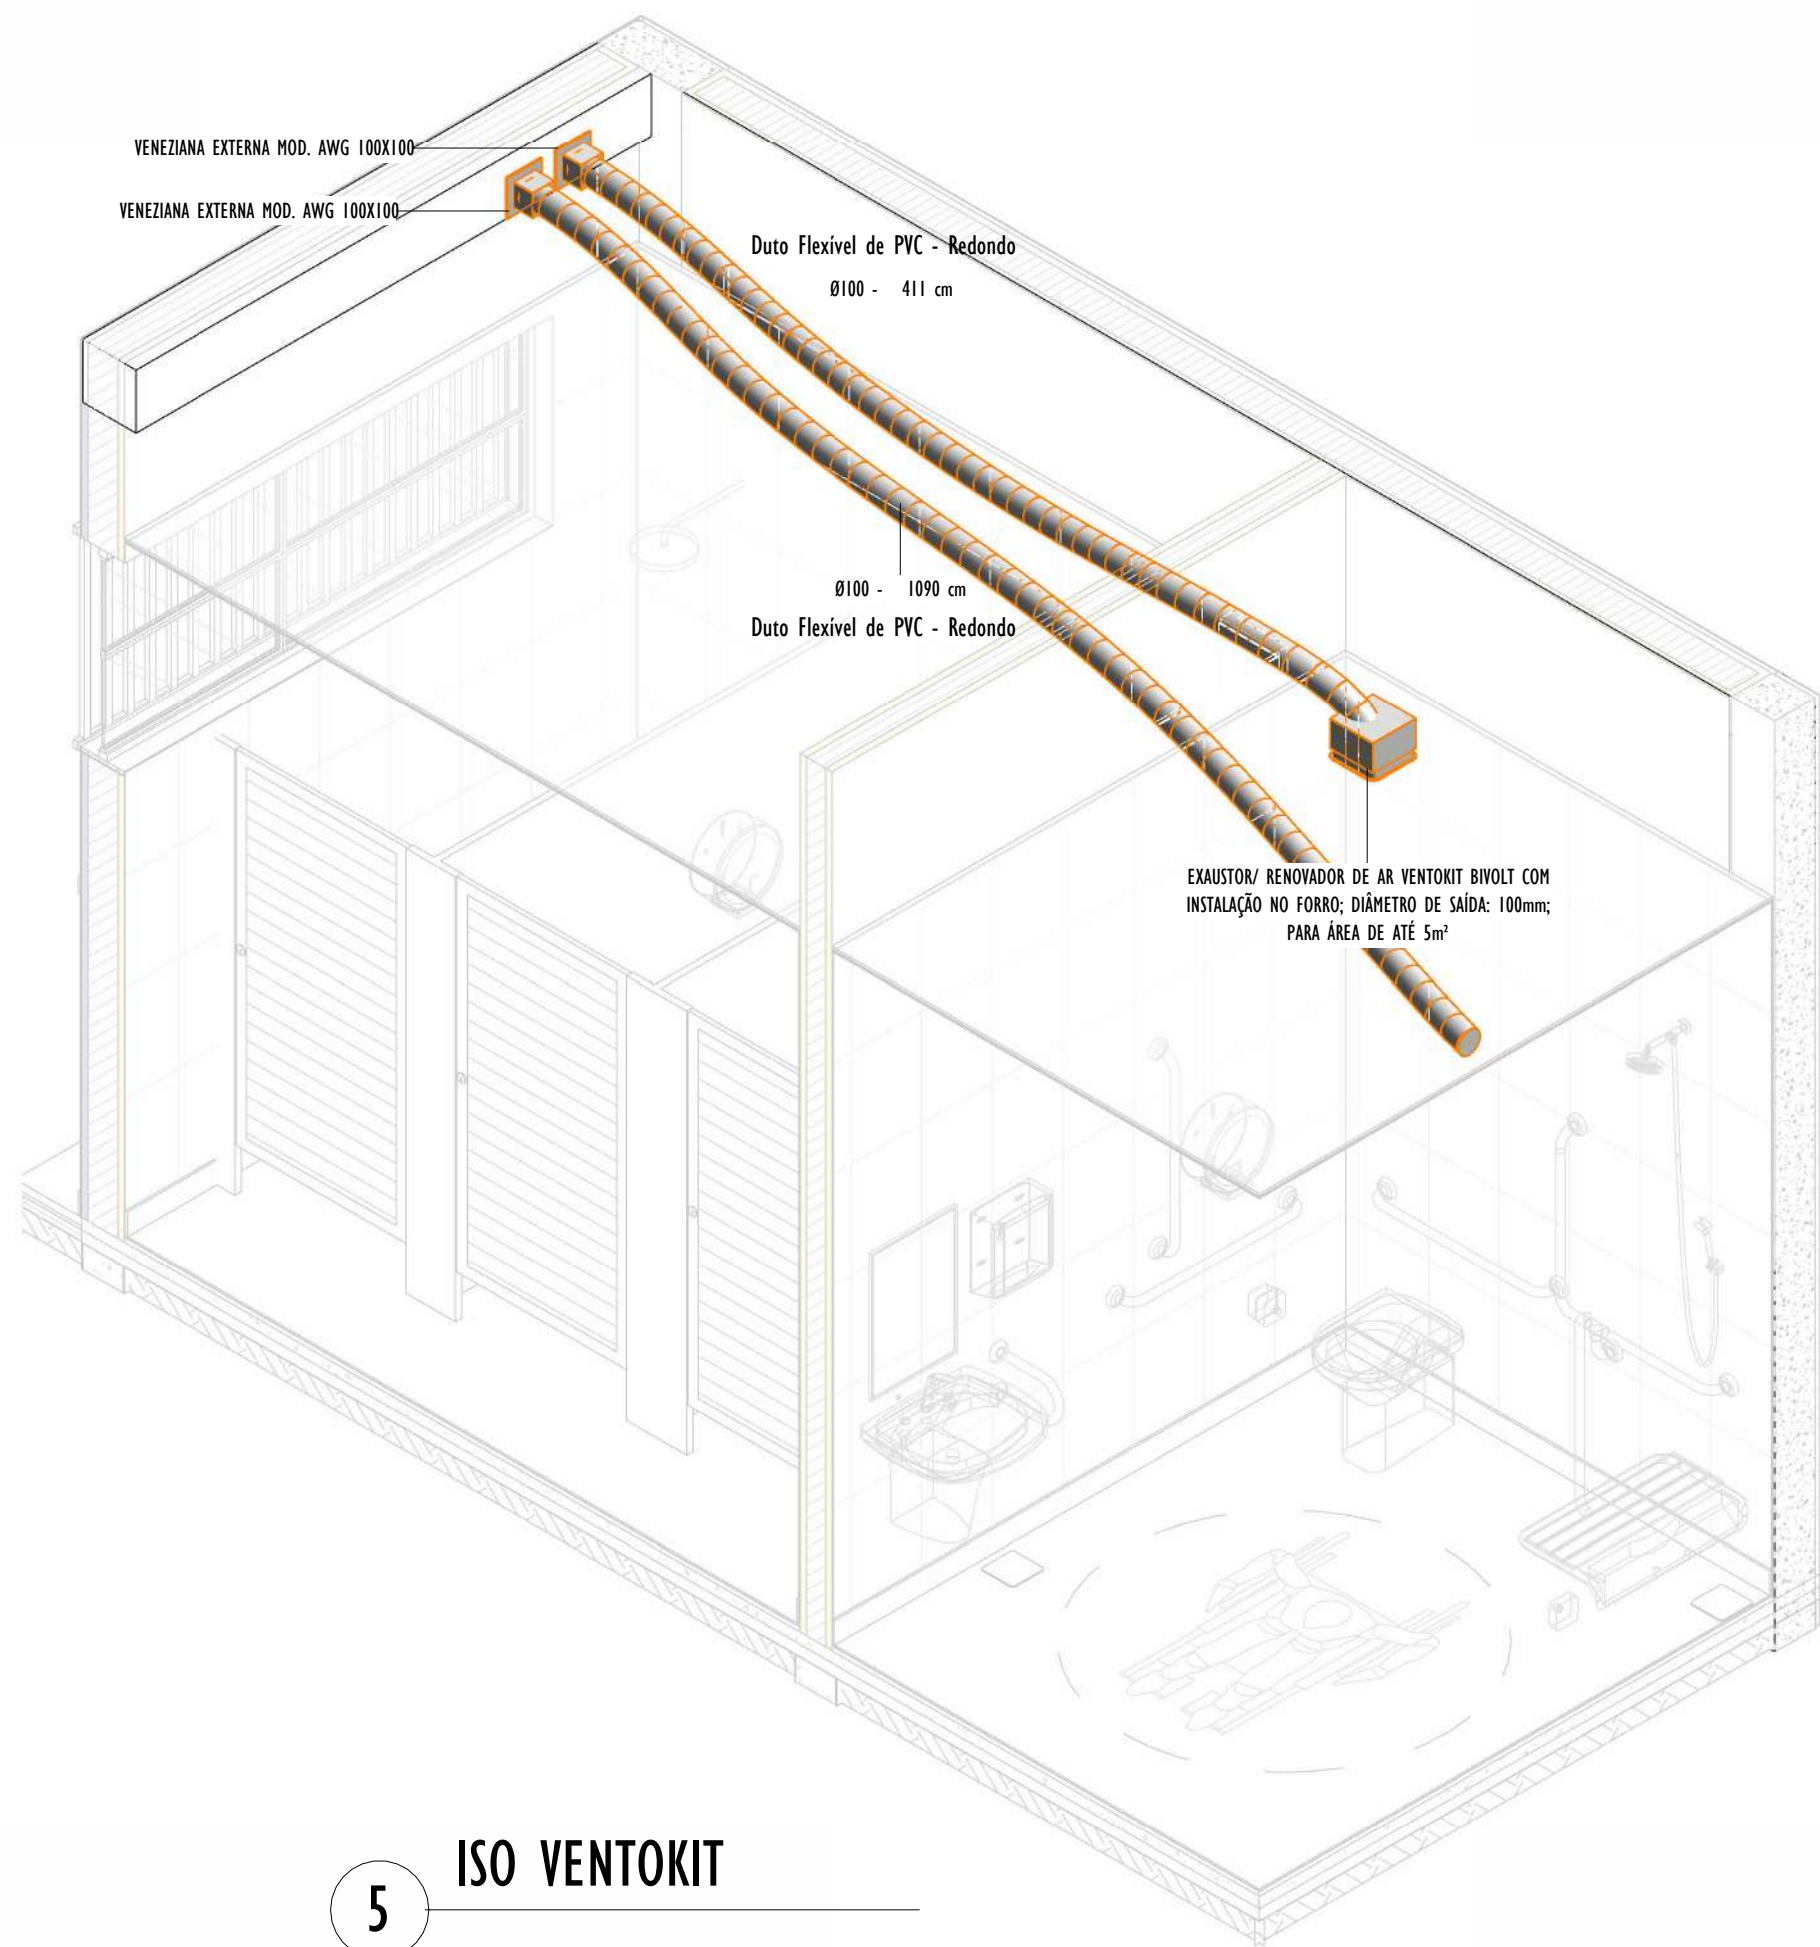 VENEZIANA EXTERNA MOD. AWG 100X100
VENEZIANA EXTERNA MOD. AWG 100X100
Duto Flexível de PVC - Redondo
Ø100 - 411 cm
Ø100 - 1090 cm
Duto Flexível de PVC - Redondo
EXAUSTOR/ RENOVADOR DE AR VENTOKIT BIVOLT COM
INSTALAÇÃO NO FORRO; DIÂMETRO DE SAÍDA: 100mm;
PARA ÁREA DE ATÉ 5m²
ISO VENTOKIT
5